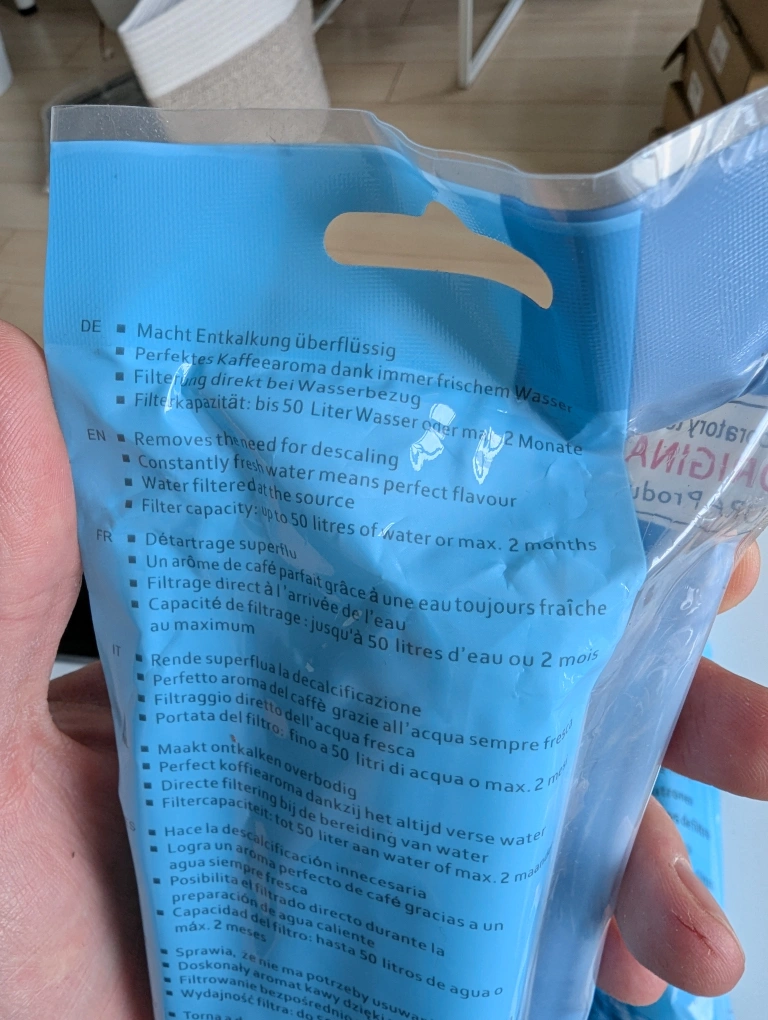 DE
▪ Macht Entkalkung überflüssig
▪ Perfektes Kaffeearoma dank immer frischem Wasser
▪ Filterung direkt bei Wasserbezug
▪ Filterkapazität: bis 50 Liter Wasser oder max. 2 Monate
EN
▪ Removes the need for descaling
▪ Constantly fresh water means perfect flavour
▪ Water filtered at the source
▪ Filter capacity: up to 50 litres of water or max. 2 months
FR
▪ Détartrage superflu
▪ Un arôme de café parfait grâce à une eau toujours fraîche
▪ Filtrage direct à l'arrivée de l'eau
▪ Capacité de filtrage : jusqu'à 50 litres d'eau ou 2 mois
au maximum
IT
▪ Rende superflua la decalcificazione
▪ Perfetto aroma del caffè grazie all'acqua sempre fresca
▪ Filtraggio diretto dell'acqua fresca
▪ Portata del filtro: fino a 50 litri di acqua o max. 2
▪ Maakt ontkalken overbodig
▪ Perfect koffiearoma dankzij het altijd verse water
▪ Directe filtering bij de bereiding van water
▪ Filtercapaciteit: tot 50 liter aan water of max. 2
▪ Hace la descalcificación innecesaria
▪ Logra un aroma perfecto de café gracias a un
agua siempre fresca
▪ Posibilita el filtrado directo durante la
preparación de agua caliente
▪ Capacidad del filtro: hasta 50 litros de agua o
máx. 2 meses
▪ Sprawia, że nie ma potrzeby
▪ Doskonały aromat kawy dzięki
▪ Filtrowanie
▪ Wydajność filtra: do